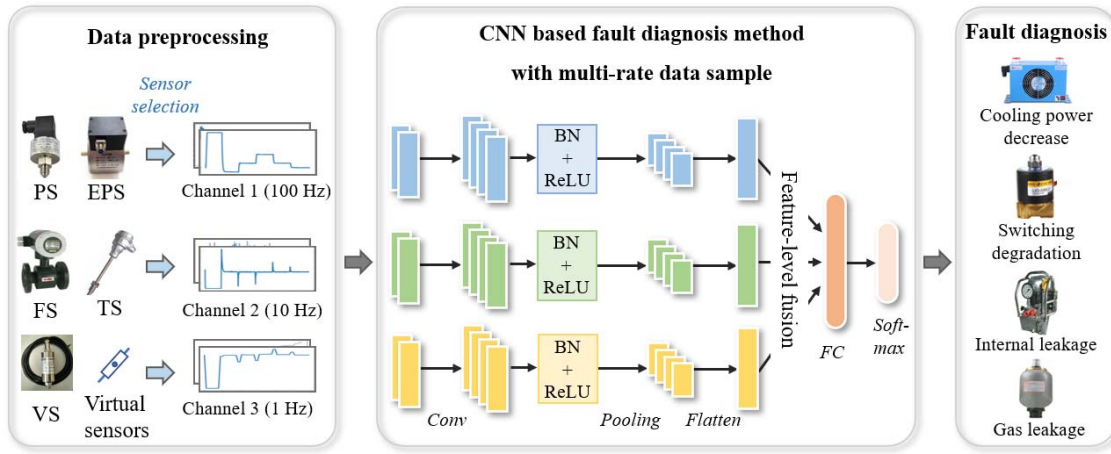 Data preprocessing
Sensor
selection
PS
EPS
Channel 1 (100 Hz)
FS
TS
Channel 2 (10 Hz)
VS
Virtual
sensors
Channel 3 (1 Hz)
CNN based fault diagnosis method
with multi-rate data sample
BN
+
ReLU
BN
+
ReLU
BN
+
ReLU
Conv
Pooling
Flatten
Feature-level fusion
FC
Soft-
max
Fault diagnosis
Cooling power
decrease
Switching
degradation
Internal leakage
Gas leakage